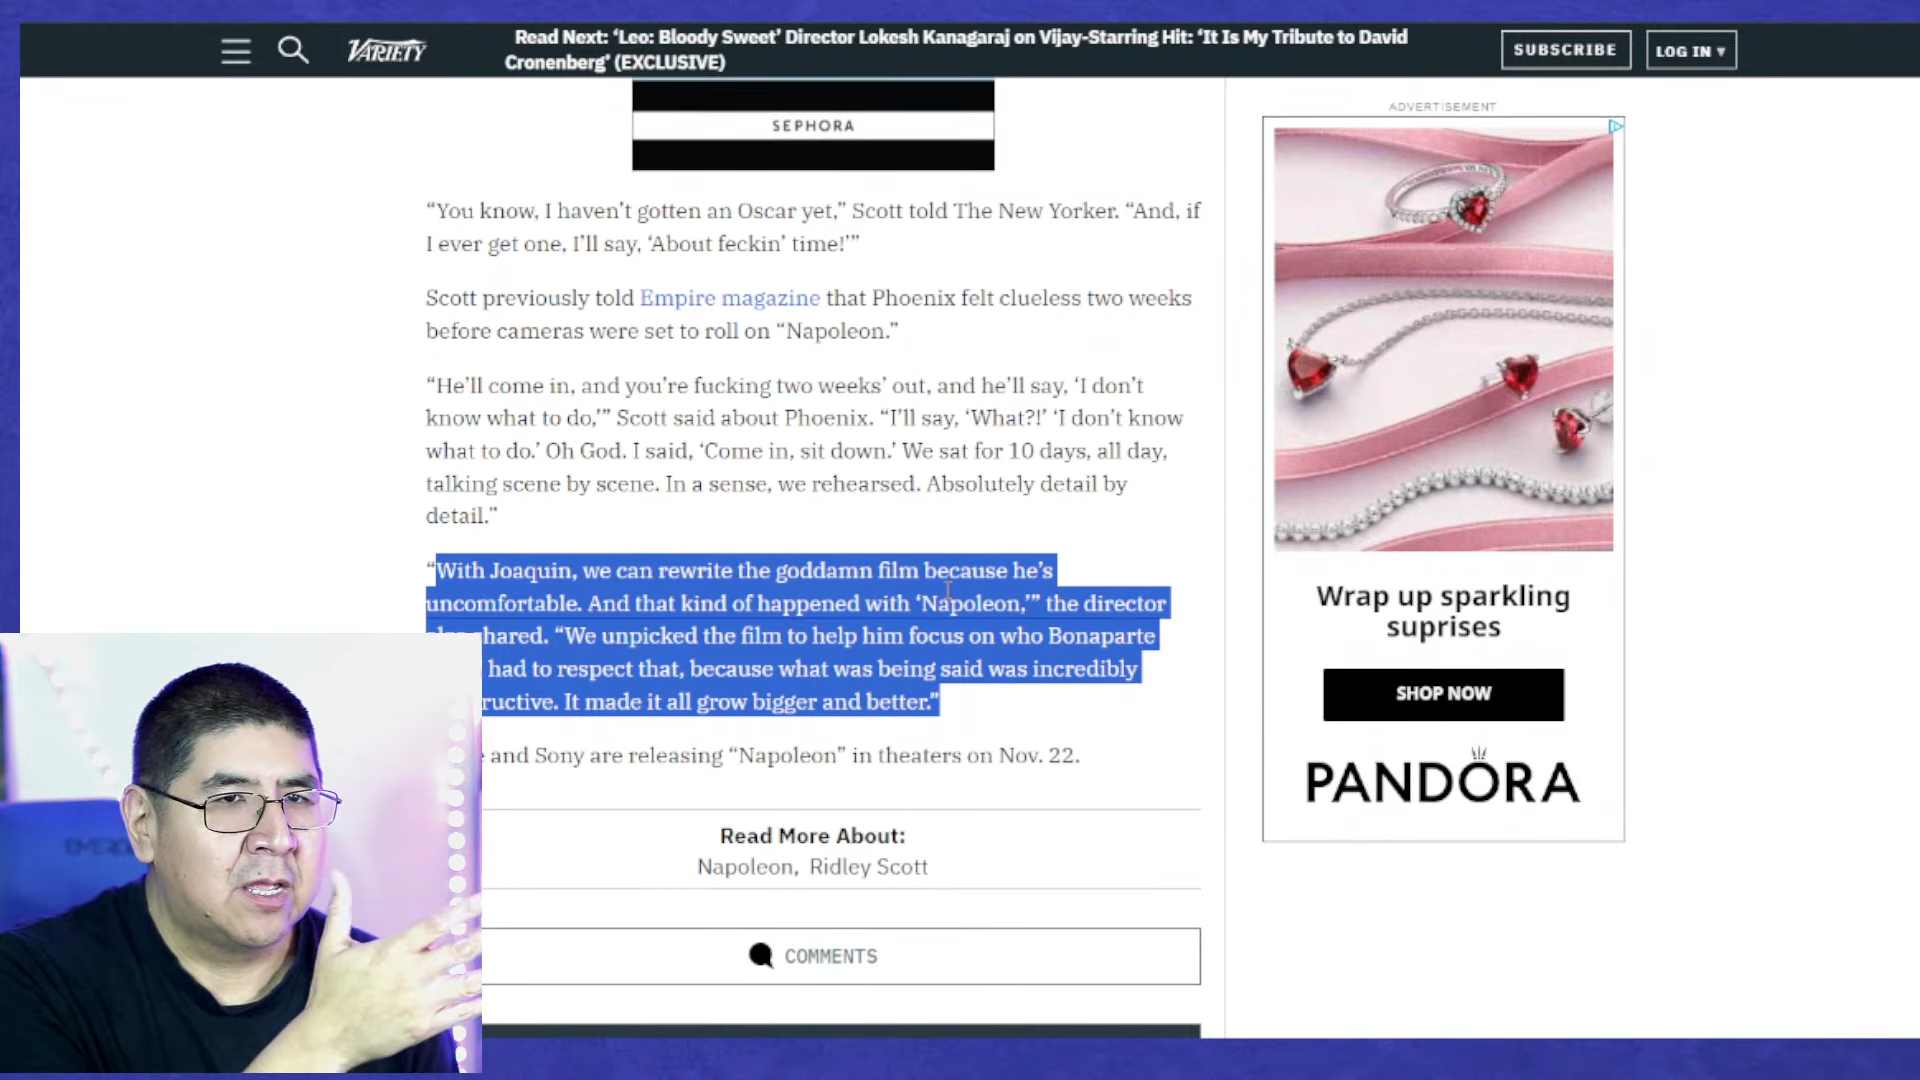 VARIETY
Read Next: ‘Leo: Bloody Sweet’ Director Lokesh Kanagaraj on Vijay-Starring Hit: ‘It Is My Tribute to David
Cronenberg’ (EXCLUSIVE)
SUBSCRIBE
LOG IN ▾
SEPHORA
“You know, I haven’t gotten an Oscar yet,” Scott told The New Yorker. “And, if
I ever get one, I’ll say, ‘About feckin’ time!’”
Scott previously told Empire magazine that Phoenix felt clueless two weeks
before cameras were set to roll on “Napoleon.”
“He’ll come in, and you’re fucking two weeks’ out, and he’ll say, ‘I don’t
know what to do,’” Scott said about Phoenix. “I’ll say, ‘What?!’ ‘I don’t know
what to do.’ Oh God. I said, ‘Come in, sit down.’ We sat for 10 days, all day,
talking scene by scene. In a sense, we rehearsed. Absolutely detail by
detail.”
“With Joaquin, we can rewrite the goddamn film because he’s
uncomfortable. And that kind of happened with ‘Napoleon,’” the director
hared. “We unpicked the film to help him focus on who Bonaparte
had to respect that, because what was being said was incredibly
ructive. It made it all grow bigger and better.”
and Sony are releasing “Napoleon” in theaters on Nov. 22.
Read More About:
Napoleon, Ridley Scott
COMMENTS
ADVERTISEMENT
Wrap up sparkling
suprises
SHOP NOW
PANDORA